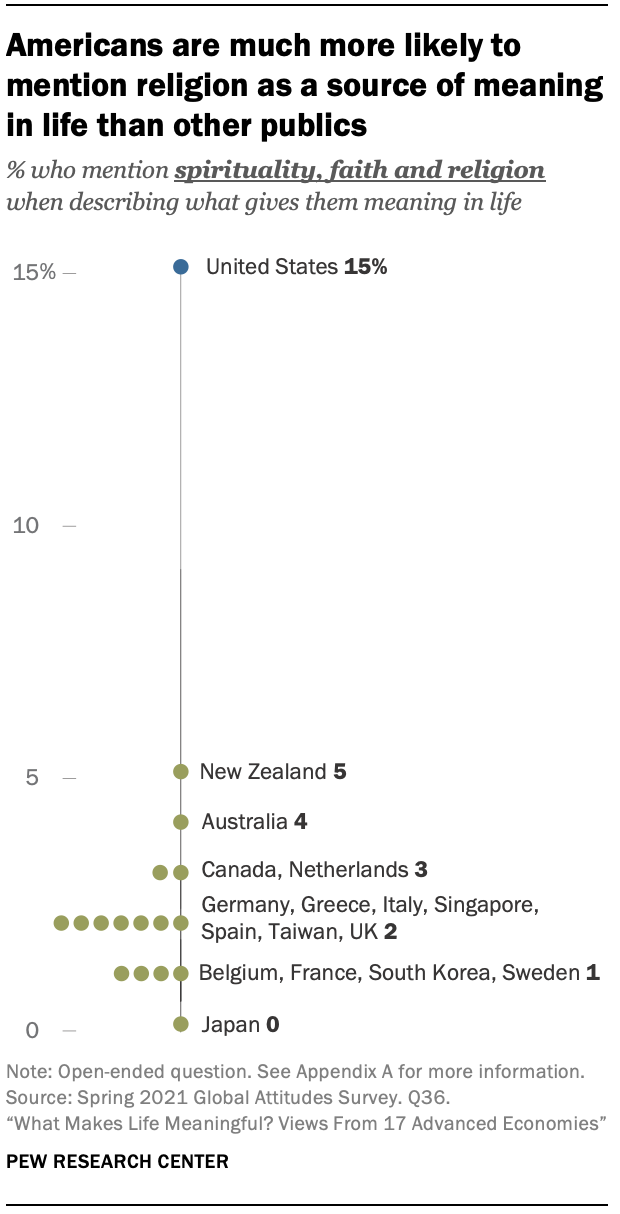 Americans are much more likely to
mention religion as a source of meaning
in life than other publics
% who mention spirituality, faith and religion
when describing what gives them meaning in life
15%
United States 15%
10
5
New Zealand 5
Australia 4
Canada, Netherlands 3
Germany, Greece, Italy, Singapore,
Spain, Taiwan, UK 2
Belgium, France, South Korea, Sweden 1
0
Japan 0
Note: Open-ended question. See Appendix A for more information.
Source: Spring 2021 Global Attitudes Survey. Q36.
“What Makes Life Meaningful? Views From 17 Advanced Economies”
PEW RESEARCH CENTER